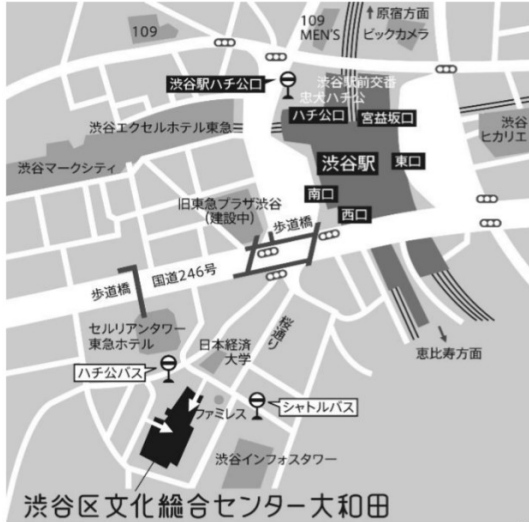 109
109
MEN'S
↑原宿方面
ビックカメラ
渋谷駅ハチ公口
渋谷駅前交番
忠犬ハチ公
ハチ公口
宮益坂口
渋谷エクセルホテル東急
渋谷
ヒカリエ
渋谷マークシティ
渋谷駅
東口
南口
西口
旧東急プラザ渋谷
(建設中)
歩道橋
国道246号
歩道橋
セルリアンタワー
東急ホテル
日本経済
大学
桜通り
恵比寿方面
ハチ公バス
ファミレス
シャトルバス
渋谷インフォスタワー
渋谷区文化総合センター大和田